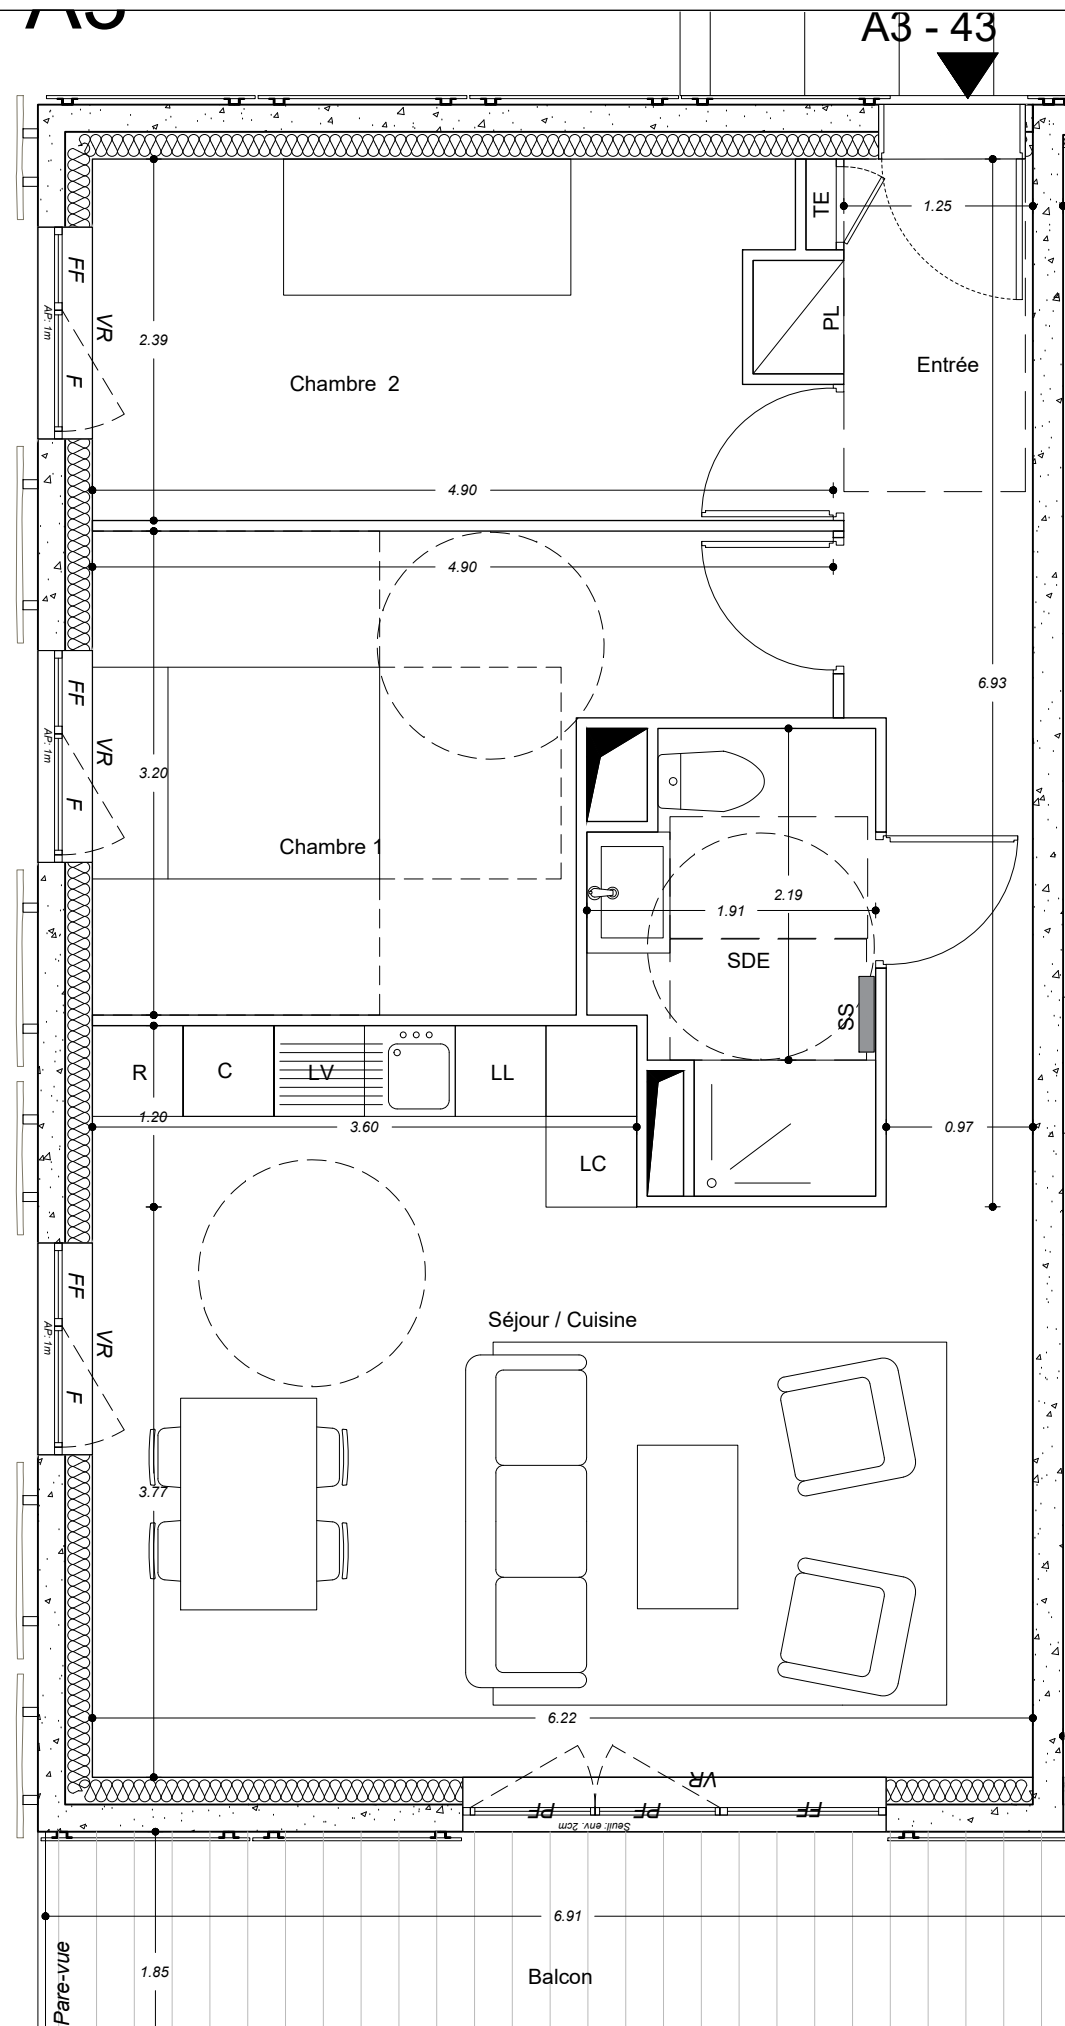 A3 - 43
TE
1.25
FF
AP: 1m
VR
F
2.39
PL
Entrée
Chambre 2
4.90
4.90
FF
AP: 1m
VR
F
6.93
3.20
Chambre 1
2.19
1.91
SDE
SS
R
C
LV
LL
1.20
3.60
0.97
LC
FF
AP: 1m
VR
F
Séjour / Cuisine
3.77
6.22
VR
PF
PF
FF
Seuil: env. 2cm
6.91
Pare-vue
1.85
Balcon